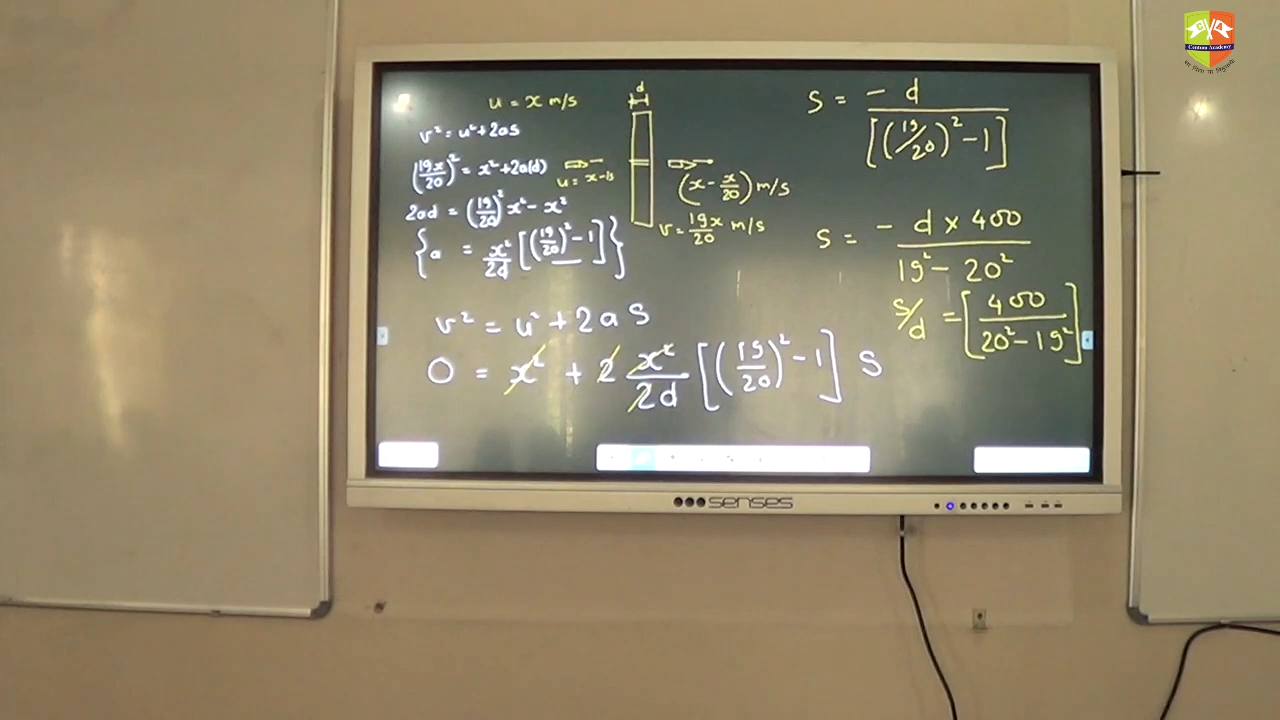 u = x m/s
d
v² = u² + 2as
(19x/20)² = x² + 2a(d)
u = x m/s
(x - x/20) m/s
2ad = (19/20)² x² - x²
v = 19x/20 m/s
{a = x²/2d [(19/20)² - 1]}
v² = u² + 2as
0 = x² + 2 x²/2d [(19/20)² - 1] S
S = - d / [(19/20)² - 1]
S = - d × 400 / 19² - 20²
S/d = [400 / 20² - 19²]
senses
Centum Academy